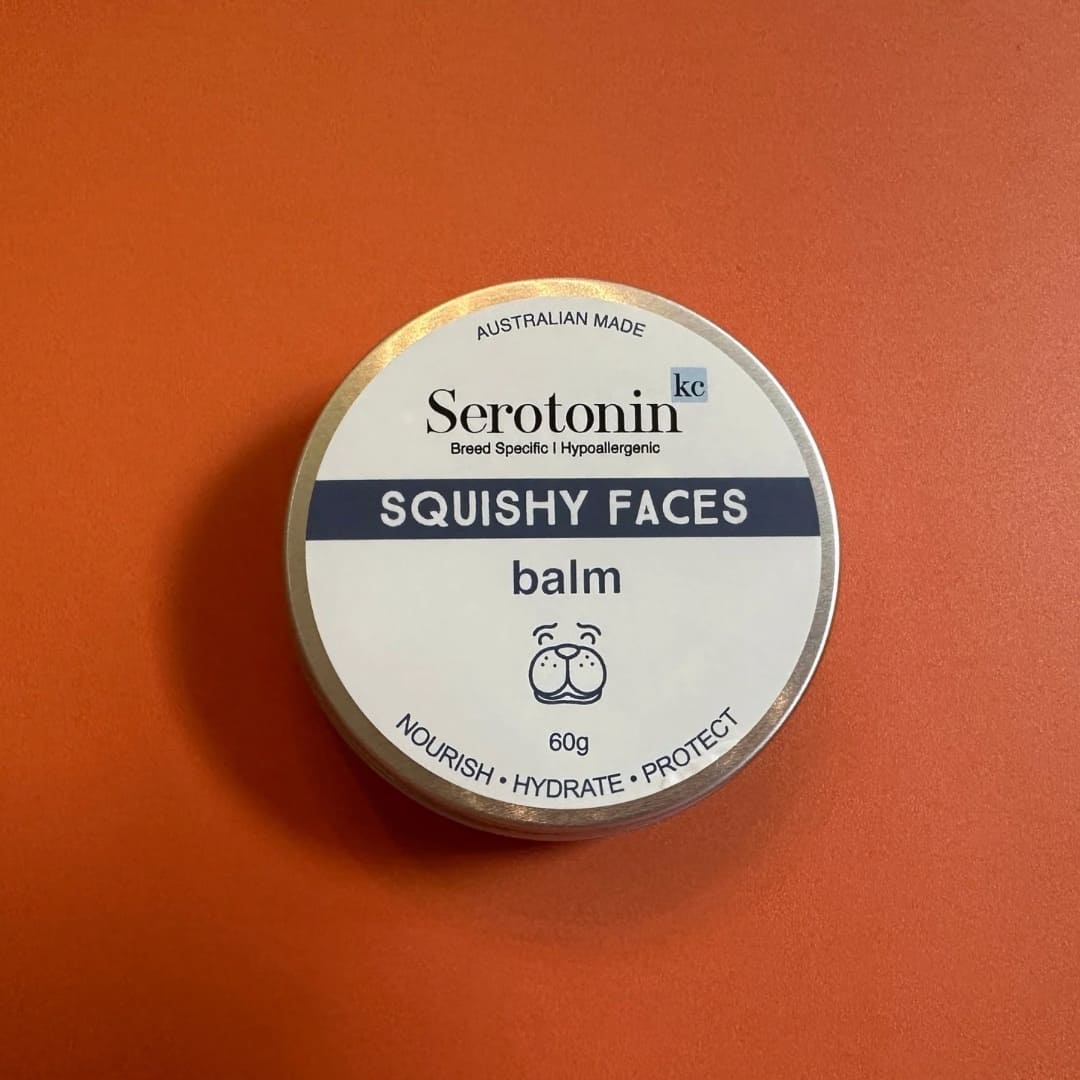 AUSTRALIAN MADE
Serotonin kc
Breed Specific | Hypoallergenic
SQUISHY FACES
balm
60g
NOURISH • HYDRATE • PROTECT